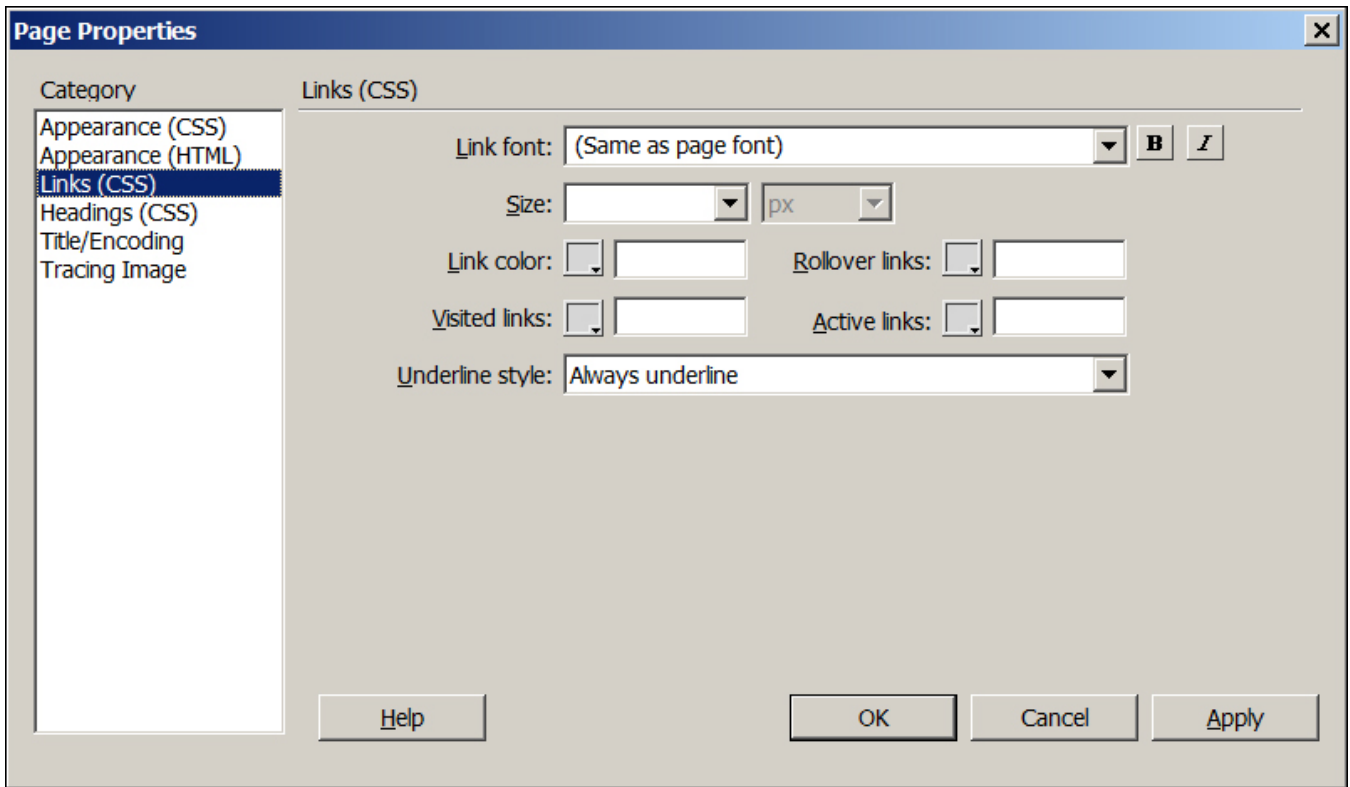 Page Properties
Category
Appearance (CSS)
Appearance (HTML)
Links (CSS)
Headings (CSS)
Title/Encoding
Tracing Image
Links (CSS)
Link font: (Same as page font) B I
Size: px
Link color: Rollover links:
Visited links: Active links:
Underline style: Always underline
Help OK Cancel Apply